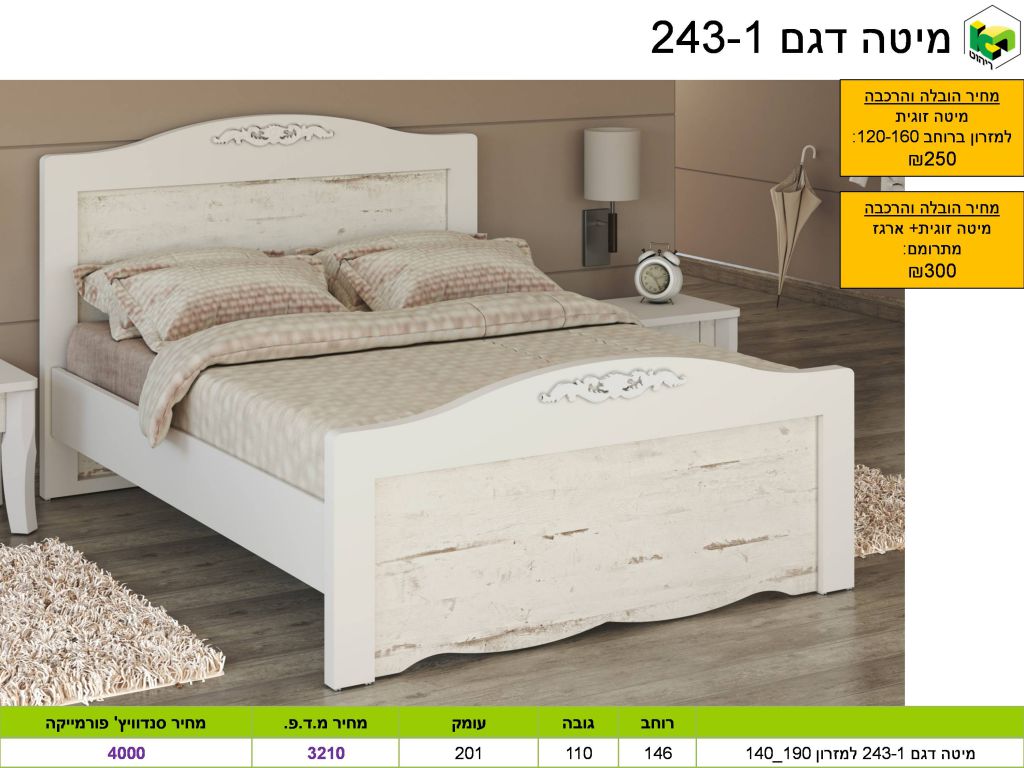 מיטה דגם 243-1
ריהוט
מחיר הובלה והרכבה
מיטה זוגית
למזרון ברוחב 120-160:
₪250
מחיר הובלה והרכבה
מיטה זוגית+ ארגז
מתרומם:
₪300
רוחב גובה עומק מחיר מ.ד.פ. מחיר סנדוויץ' פורמייקה
מיטה דגם 243-1 למזרון 190_140 146 110 201 3210 4000